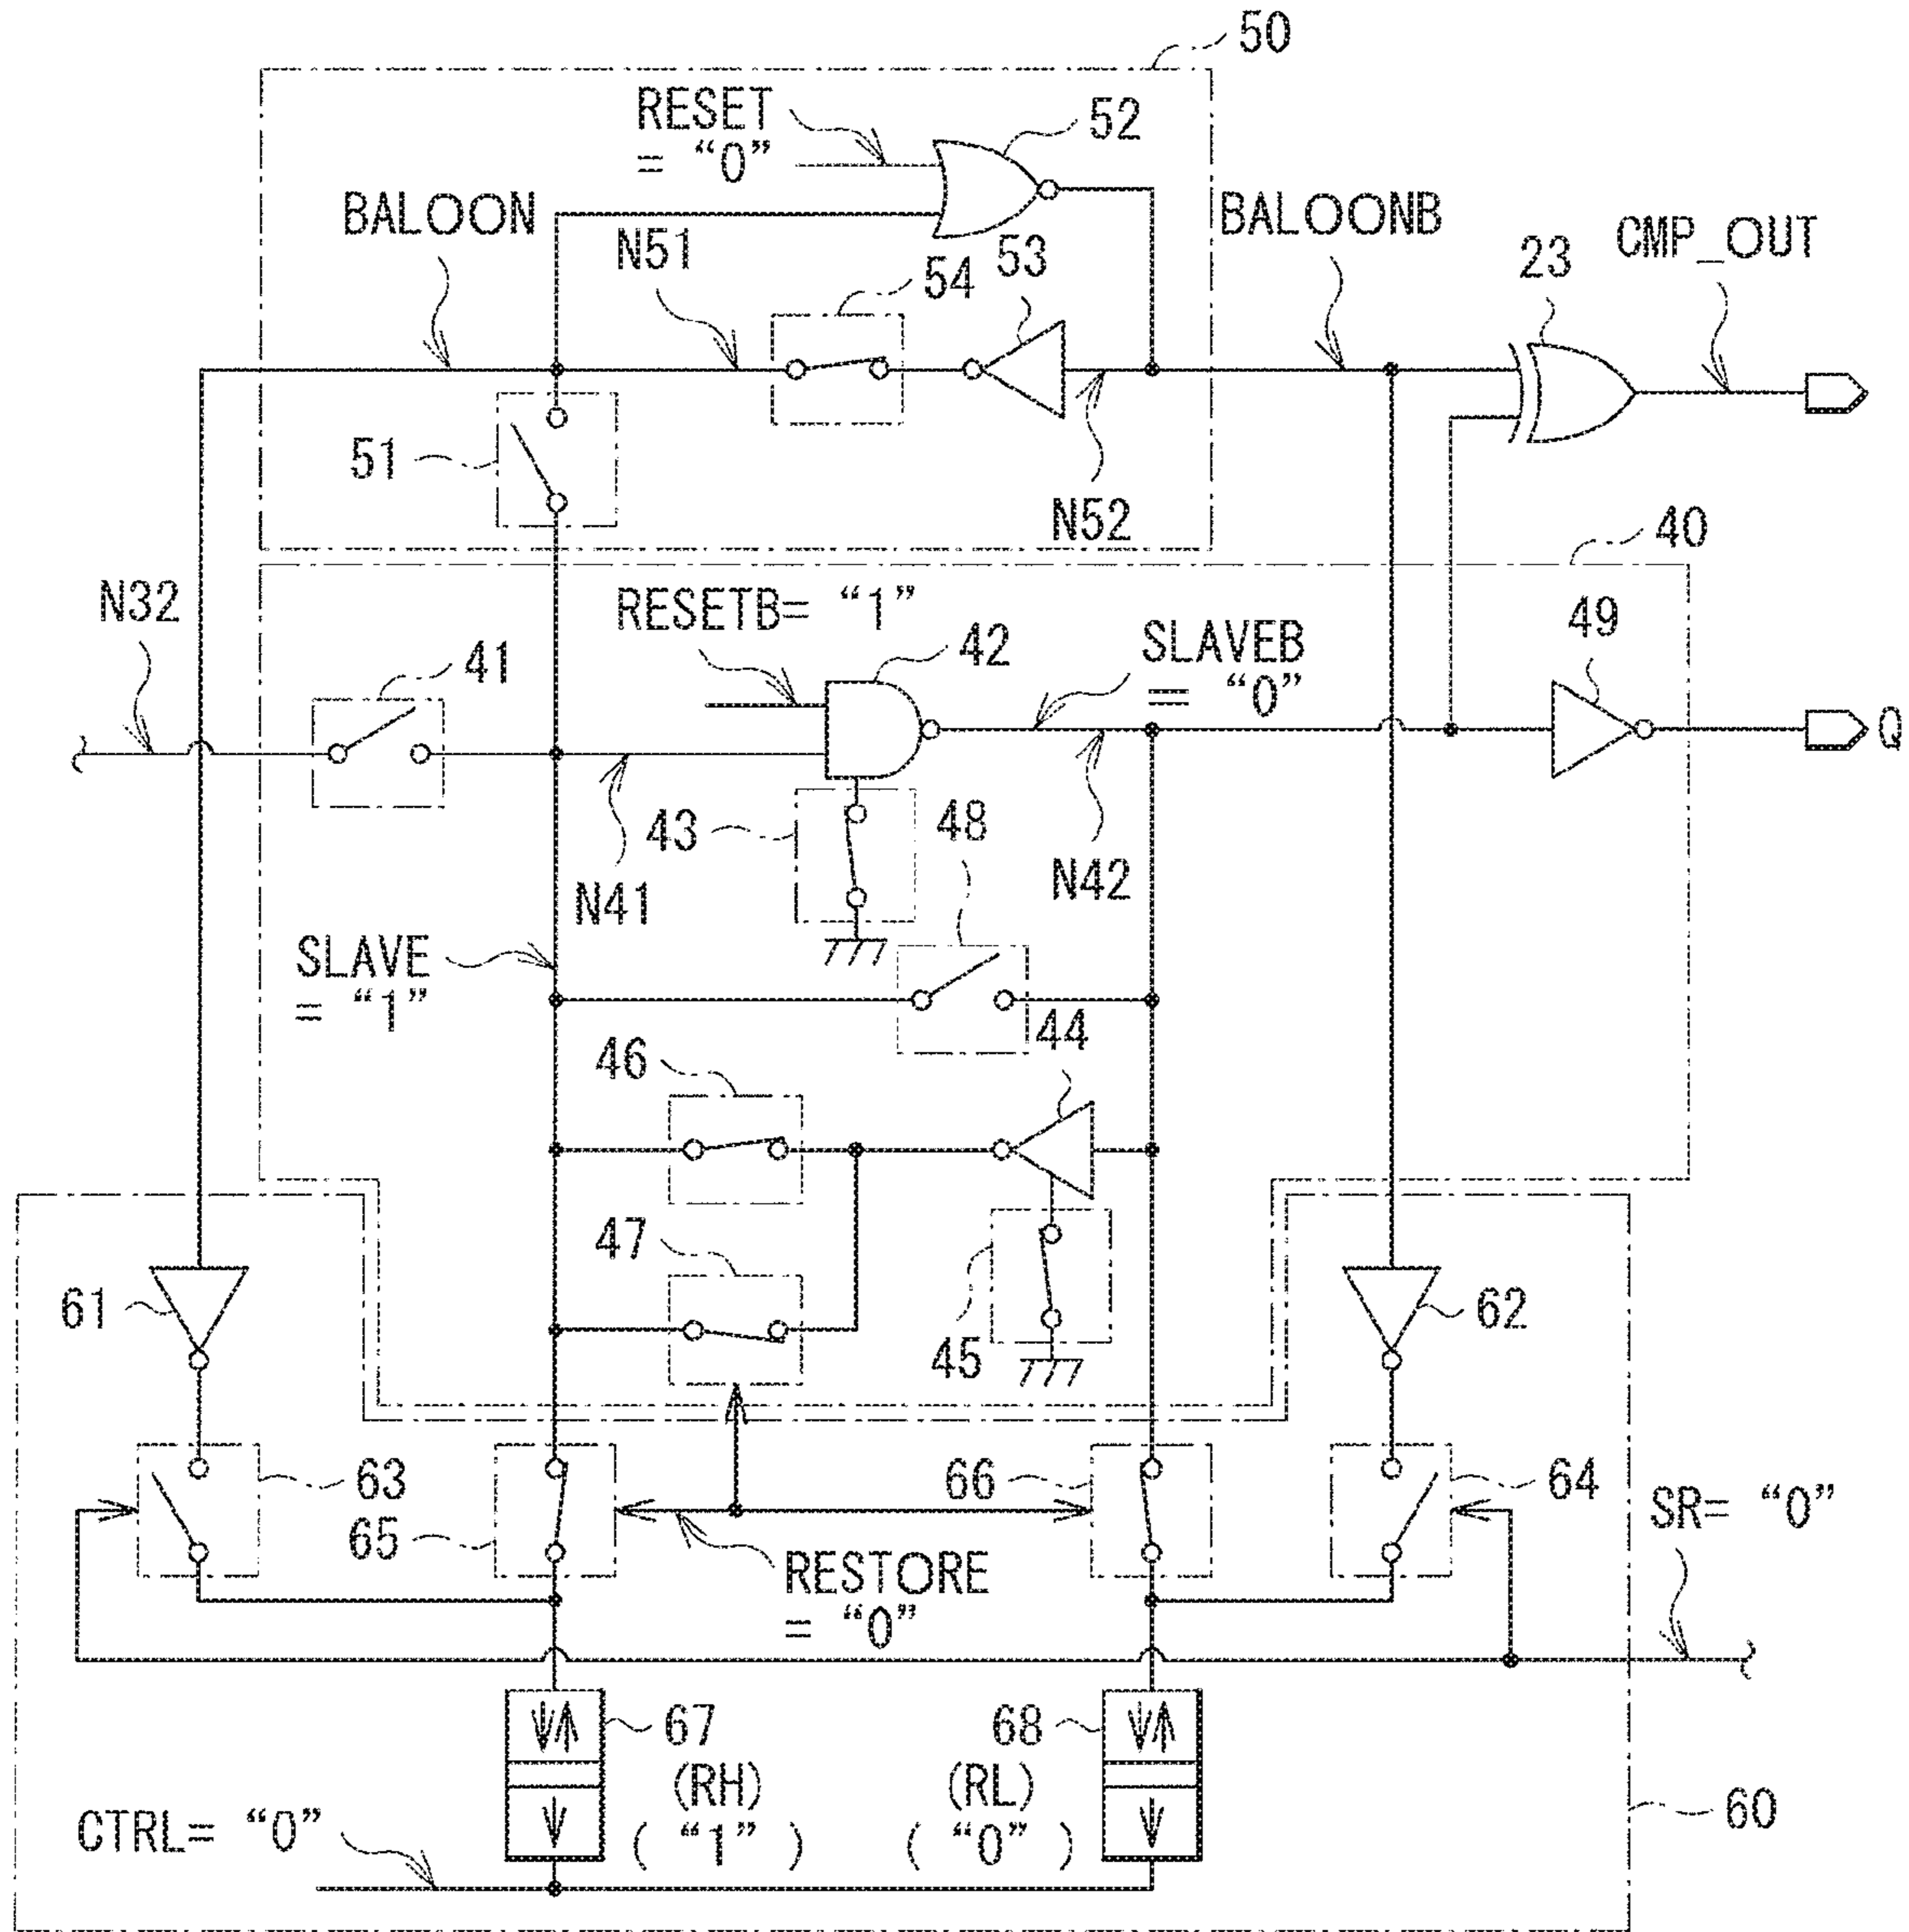 50
RESET
= “0”
52
BALOON
N51
54
53
BALOONB
23
CMP_OUT
51
N52
40
N32
RESETB= “1”
41
42
SLAVEB
= “0”
49
Q
43
48
N41
N42
SLAVE
= “1”
44
46
47
45
61
62
63
65
66
64
SR= “0”
RESTORE
= “0”
67
68
(RH)
(RL)
CTRL= “0”
( “1” )
( “0” )
60